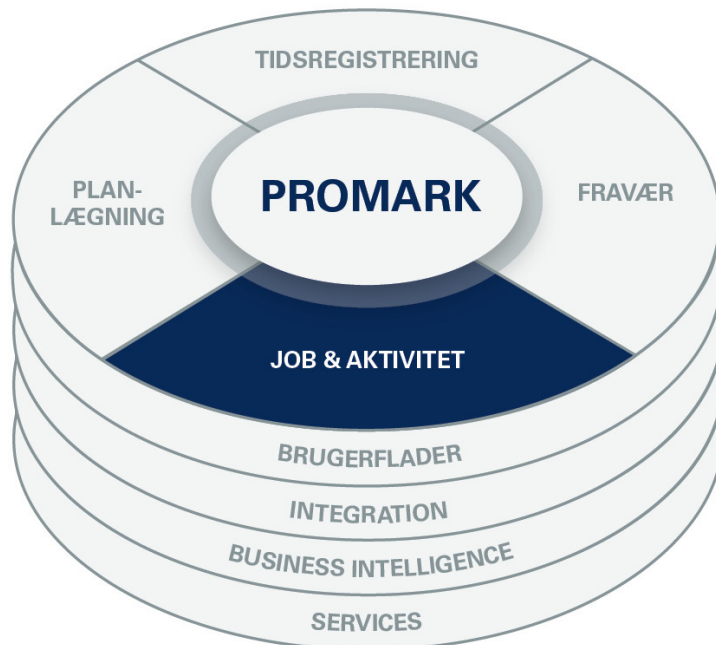 TIDSREGISTRERING
PLAN-
LÆGNING
PROMARK
FRAVÆR
JOB & AKTIVITET
BRUGERFLADER
INTEGRATION
BUSINESS INTELLIGENCE
SERVICES